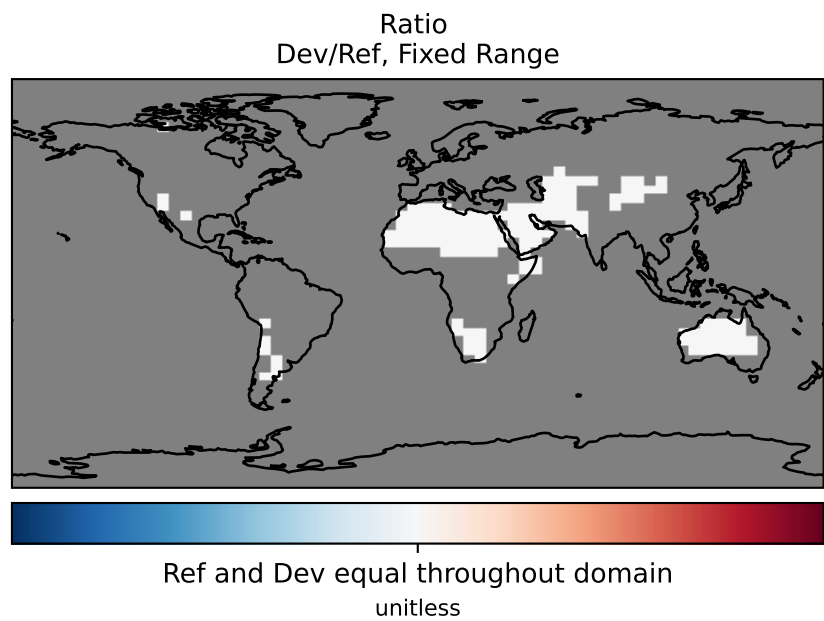 Ratio
Dev/Ref, Fixed Range
Ref and Dev equal throughout domain
unitless